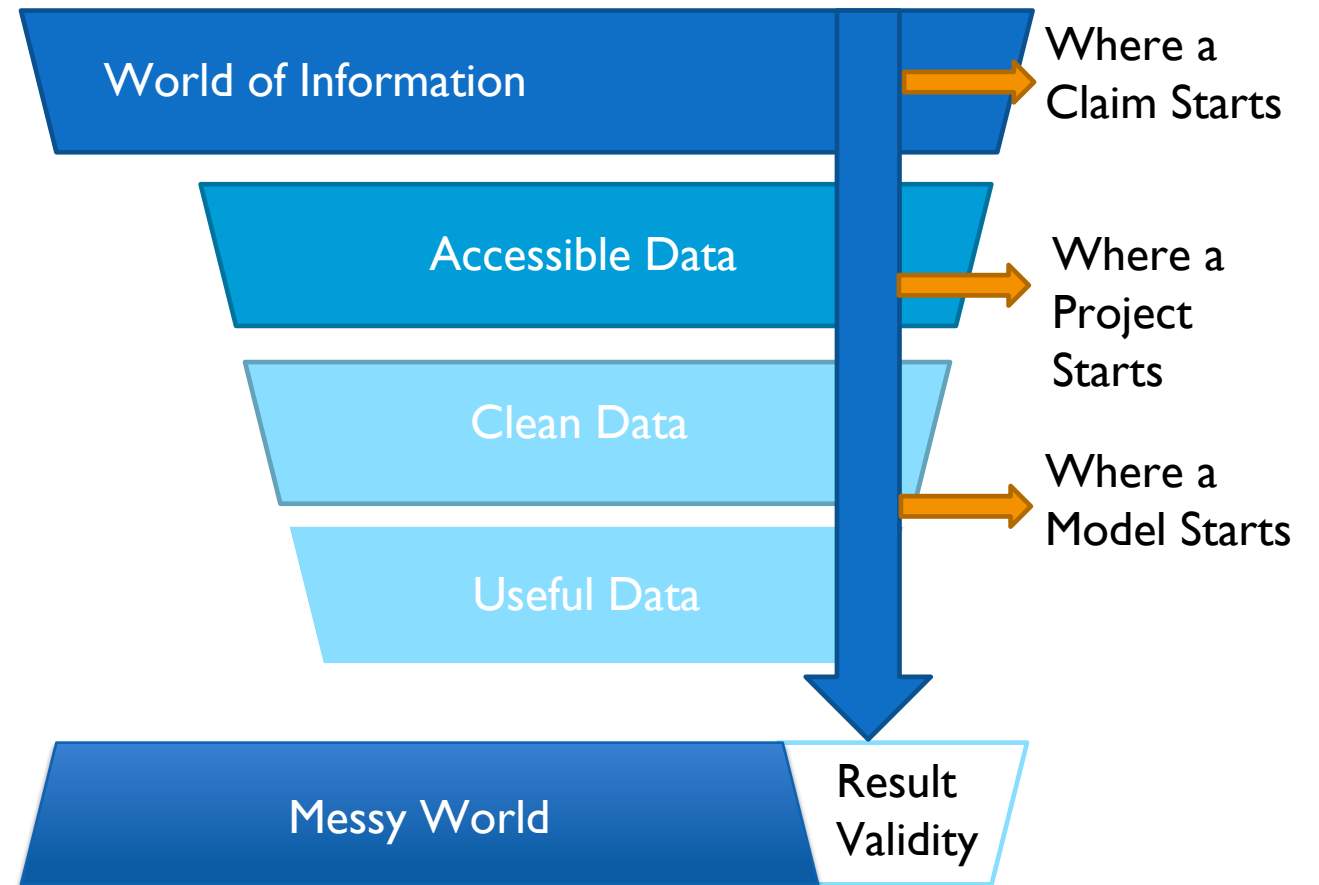 World of Information
Where a
Claim Starts
Accessible Data
Where a
Project
Starts
Clean Data
Where a
Model Starts
Useful Data
Messy World
Result
Validity